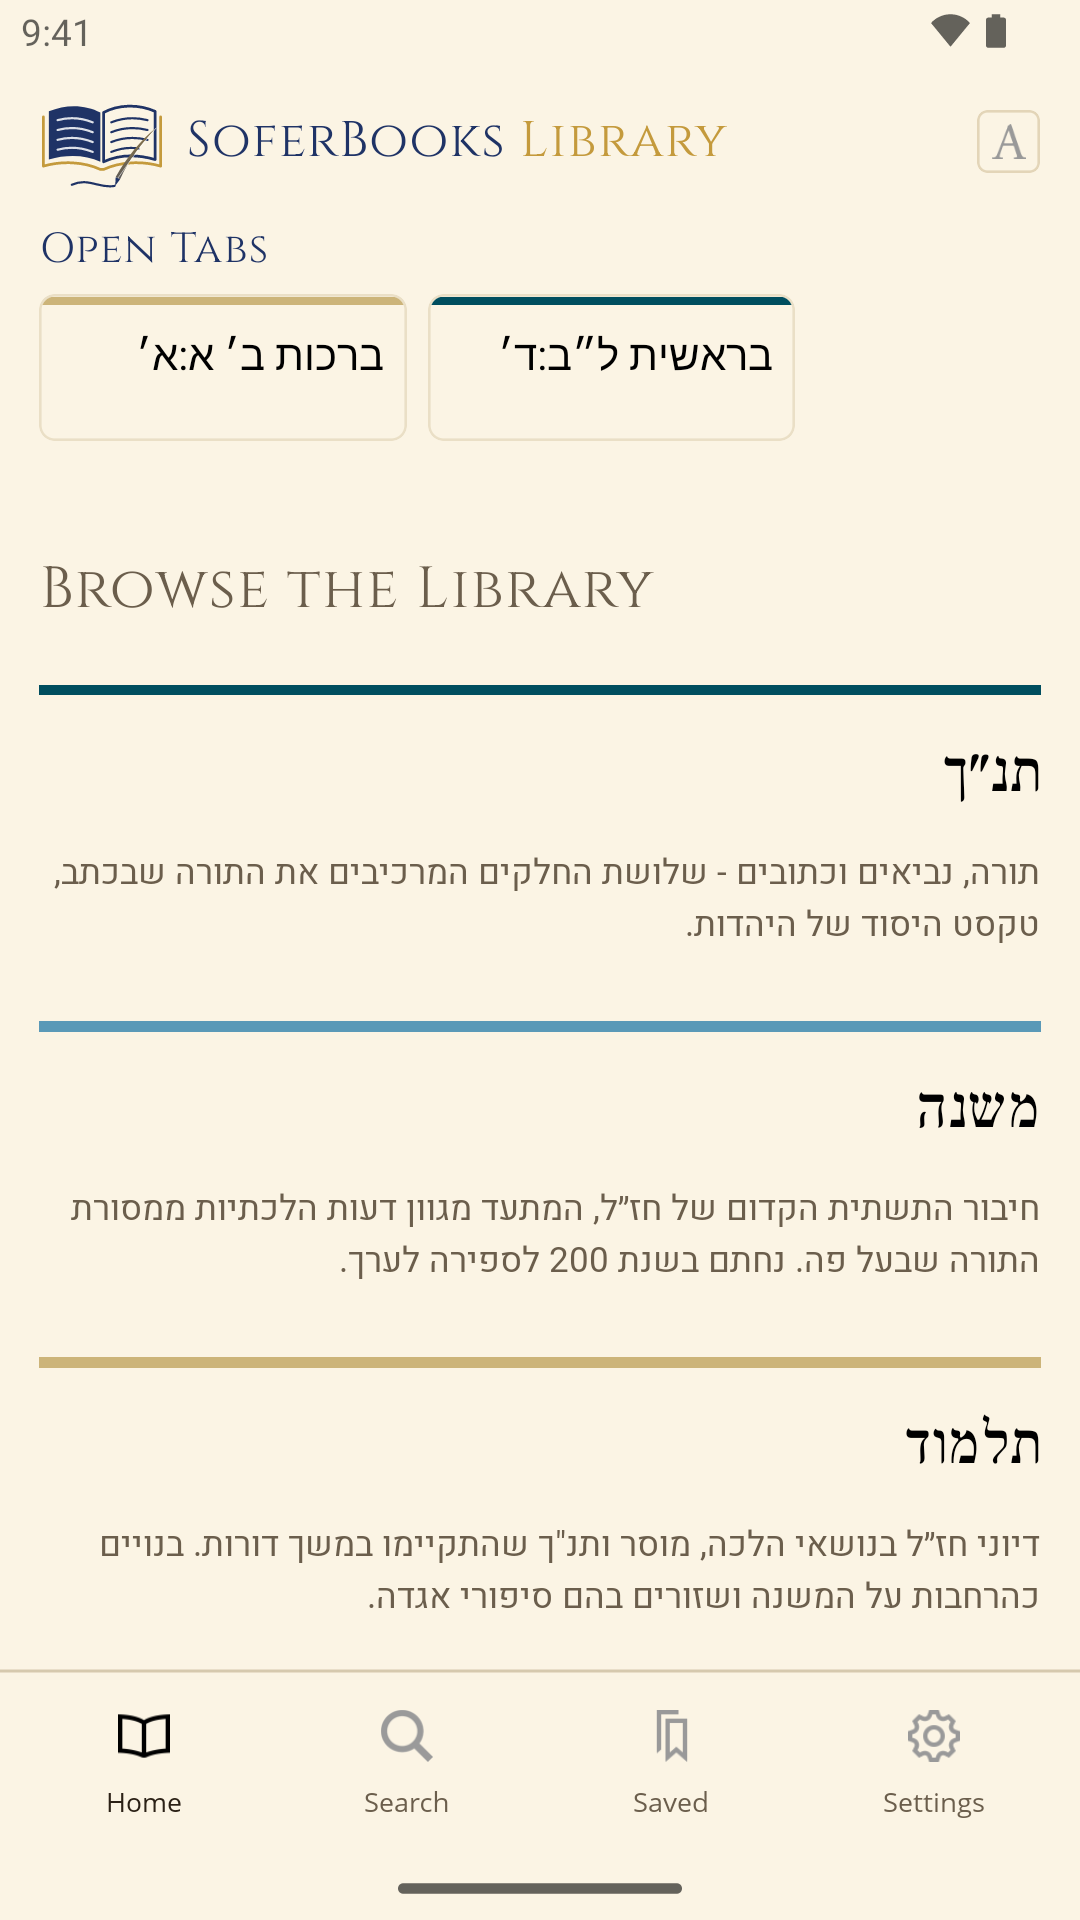 9:41
SoferBooks Library
A
Open Tabs
ברכות ב׳ א:א׳
בראשית ל״ב:ד׳
Browse the Library
תנ"ך
תורה, נביאים וכתובים - שלושת החלקים המרכיבים את התורה שבכתב,
טקסט היסוד של היהדות.
משנה
חיבור התשתית הקדום של חז״ל, המתעד מגוון דעות הלכתיות ממסורת
התורה שבעל פה. נחתם בשנת 200 לספירה לערך.
תלמוד
דיוני חז״ל בנושאי הלכה, מוסר ותנ"ך שהתקיימו במשך דורות. בנויים
כהרחבות על המשנה ושזורים בהם סיפורי אגדה.
Home
Search
Saved
Settings